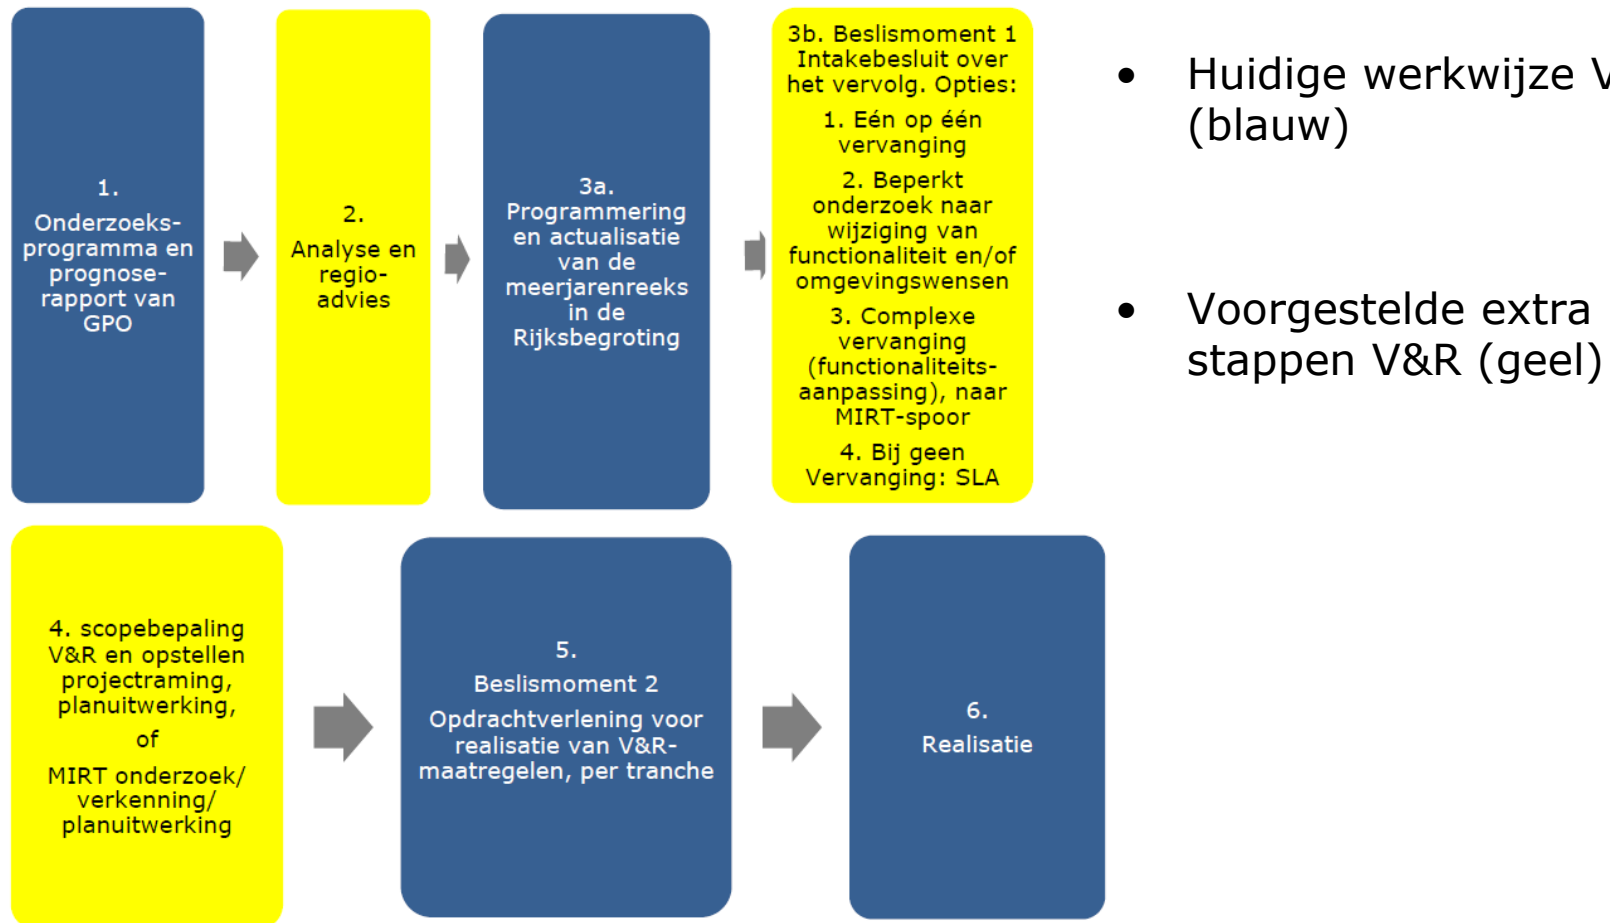 1.
Onderzoeks-
programma en
prognose-
rapport van
GPO
2.
Analyse en
regio-
advies
3a.
Programmering
en actualisatie
van de
meerjarenreeks
in de
Rijksbegroting
3b. Beslismoment 1
Intakebesluit over
het vervolg. Opties:
1. Eén op één
vervanging
2. Beperkt
onderzoek naar
wijziging van
functionaliteit en/of
omgevingswensen
3. Complexe
vervanging
(functionaliteits-
aanpassing), naar
MIRT-spoor
4. Bij geen
Vervanging: SLA
4. scopebepaling
V&R en opstellen
projectraming,
planuitwerking,
of
MIRT onderzoek/
verkenning/
planuitwerking
5.
Beslismoment 2
Opdrachtverlening voor
realisatie van V&R-
maatregelen, per tranche
6.
Realisatie
• Huidige werkwijze
(blauw)
• Voorgestelde extra
stappen V&R (geel)